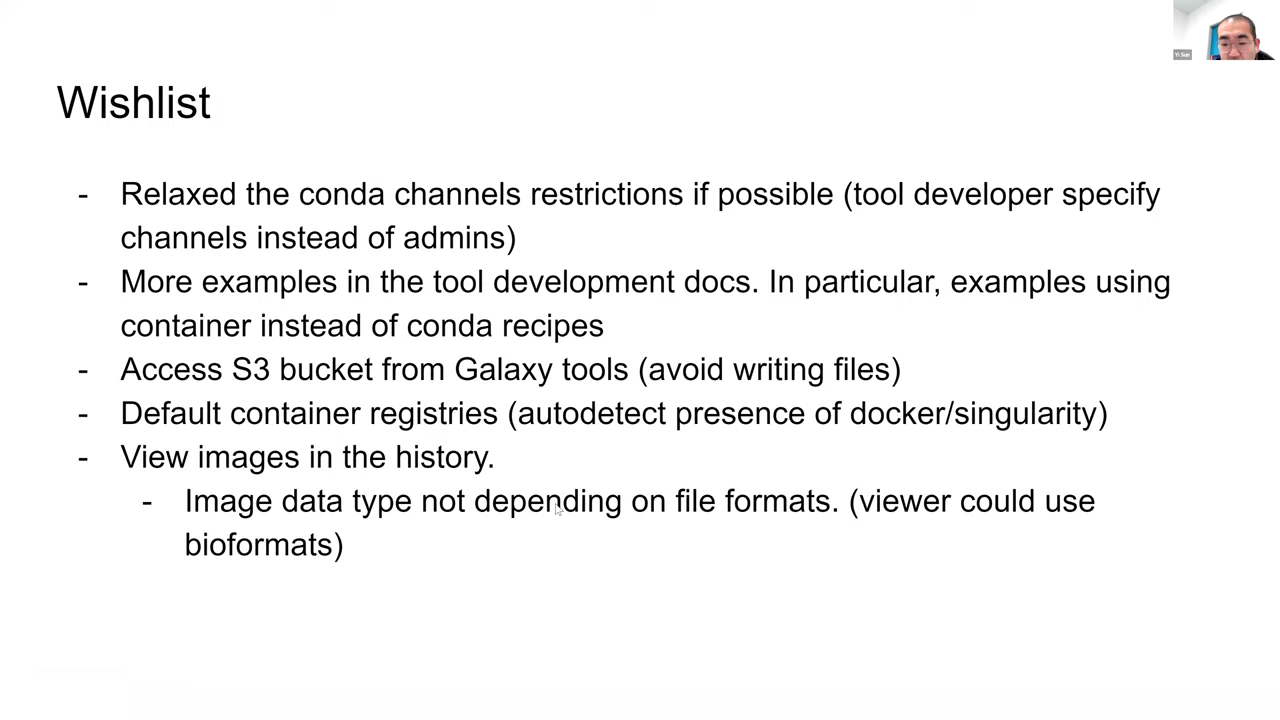 Yi Sun
Wishlist
- Relaxed the conda channels restrictions if possible (tool developer specify
channels instead of admins)
- More examples in the tool development docs. In particular, examples using
container instead of conda recipes
- Access S3 bucket from Galaxy tools (avoid writing files)
- Default container registries (autodetect presence of docker/singularity)
- View images in the history.
- Image data type not depending on file formats. (viewer could use
bioformats)